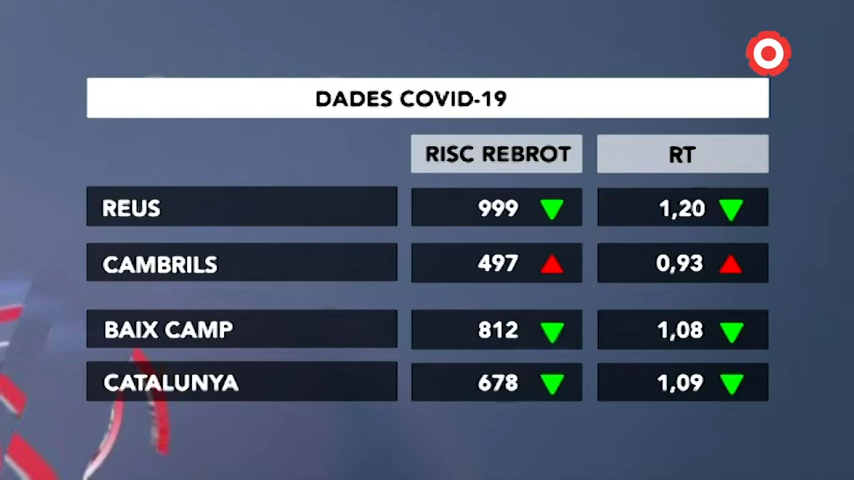 DADES COVID-19
RISC REBROT RT
REUS 999 1,20
CAMBRILS 497 0,93
BAIX CAMP 812 1,08
CATALUNYA 678 1,09